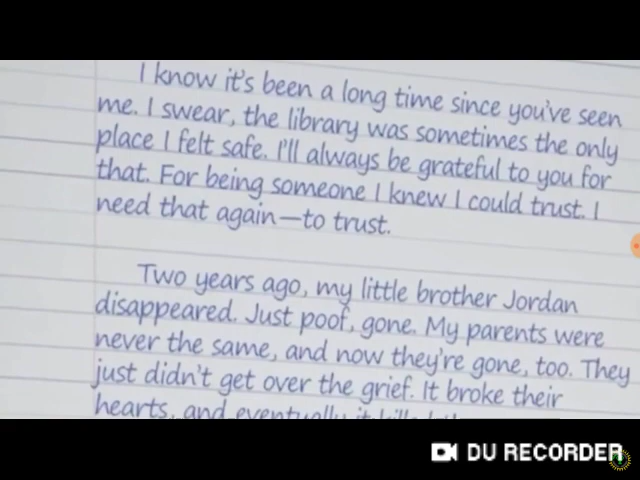 I know it's been a long time since you've seen
me. I swear, the library was sometimes the only
place I felt safe. I'll always be grateful to you for
that. For being someone I knew I could trust. I
need that again—to trust.
Two years ago, my little brother Jordan
disappeared. Just poof, gone. My parents were
never the same, and now they're gone, too. They
just didn't get over the grief. It broke their
hearts, and eventually it
DU RECORDER